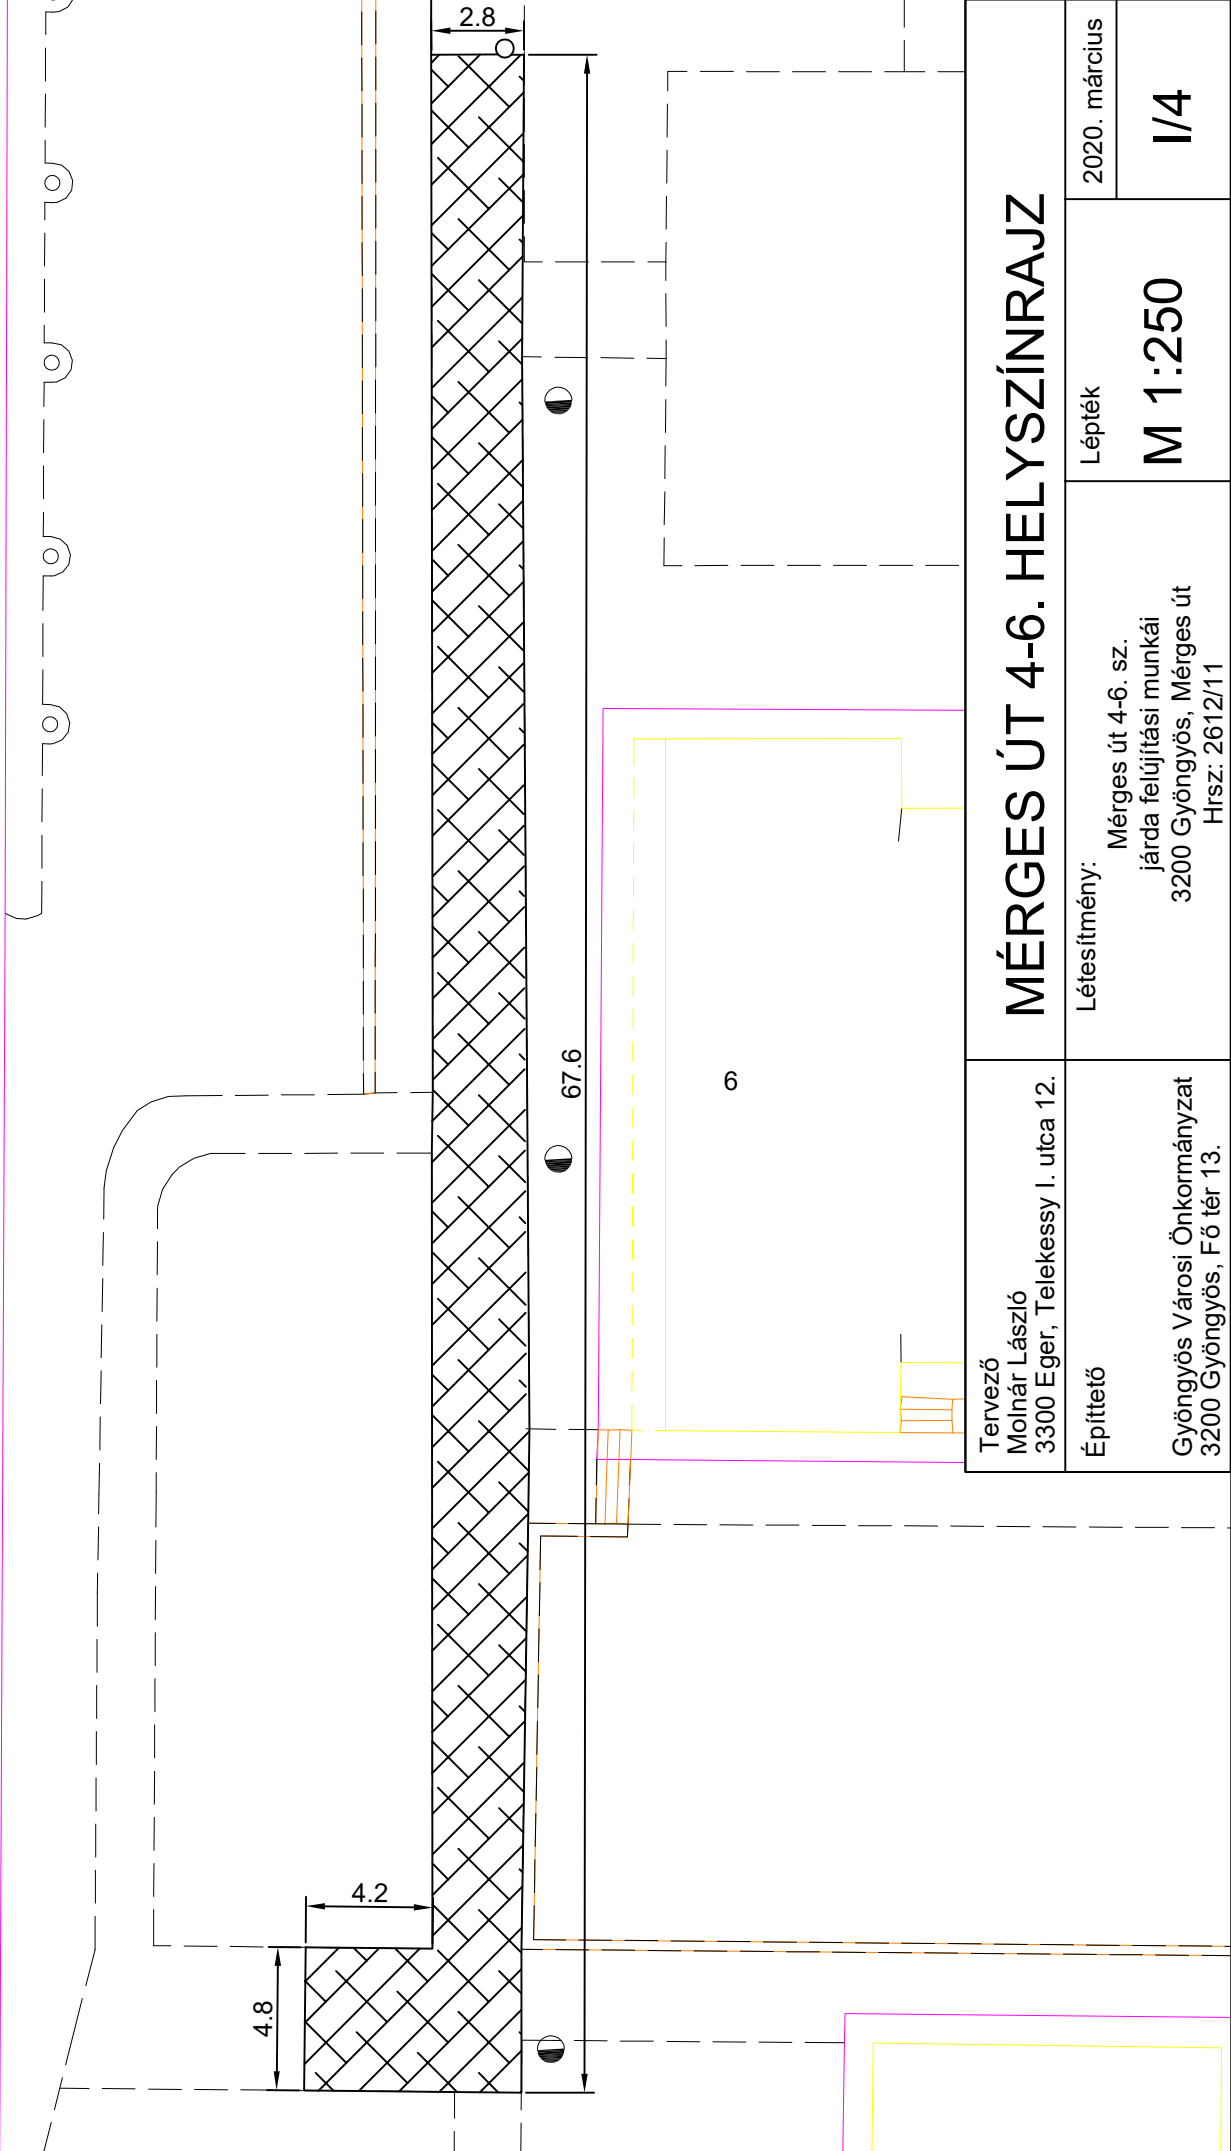 2.8
67.6
6
4.2
4.8
MÉRGES ÚT 4-6. HELYSZÍNRAJZ
Tervező
Molnár László
3300 Eger, Telekessy I. utca 12.
Építtető
Gyöngyös Városi Önkormányzat
3200 Gyöngyös, Fő tér 13.
Létesítmény:
Mérges út 4-6. sz.
járda felújítási munkái
3200 Gyöngyös, Mérges út
Hrsz: 2612/11
Lépték
M 1:250
2020. március
I/4